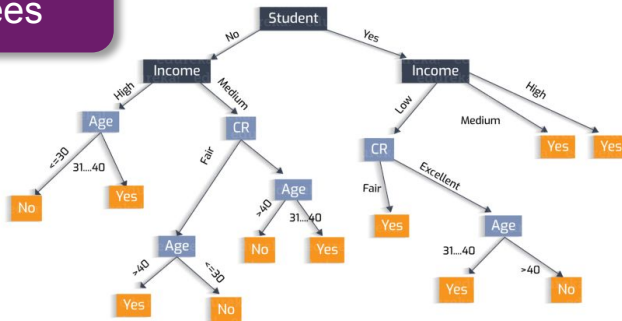 Student
No
Yes
Income
Income
High
Medium
Low
Medium
High
Age
CR
CR
Yes
Yes
<=30
31....40
Fair
Fair
Excellent
No
Yes
Age
Yes
Age
>40
31....40
31....40
>40
Age
No
Yes
>40
<=30
Yes
No
Yes
No